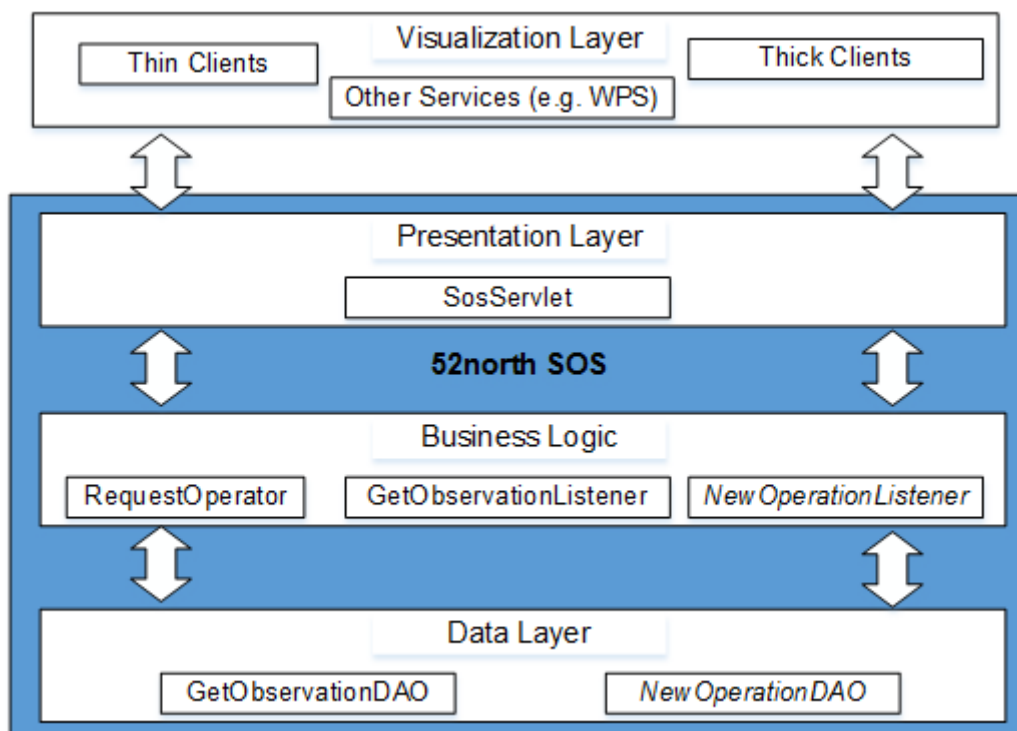 Visualization Layer
Thin Clients
Thick Clients
Other Services (e.g. WPS)
Presentation Layer
SosServlet
52north SOS
Business Logic
RequestOperator
GetObservationListener
NewOperationListener
Data Layer
GetObservationDAO
NewOperationDAO